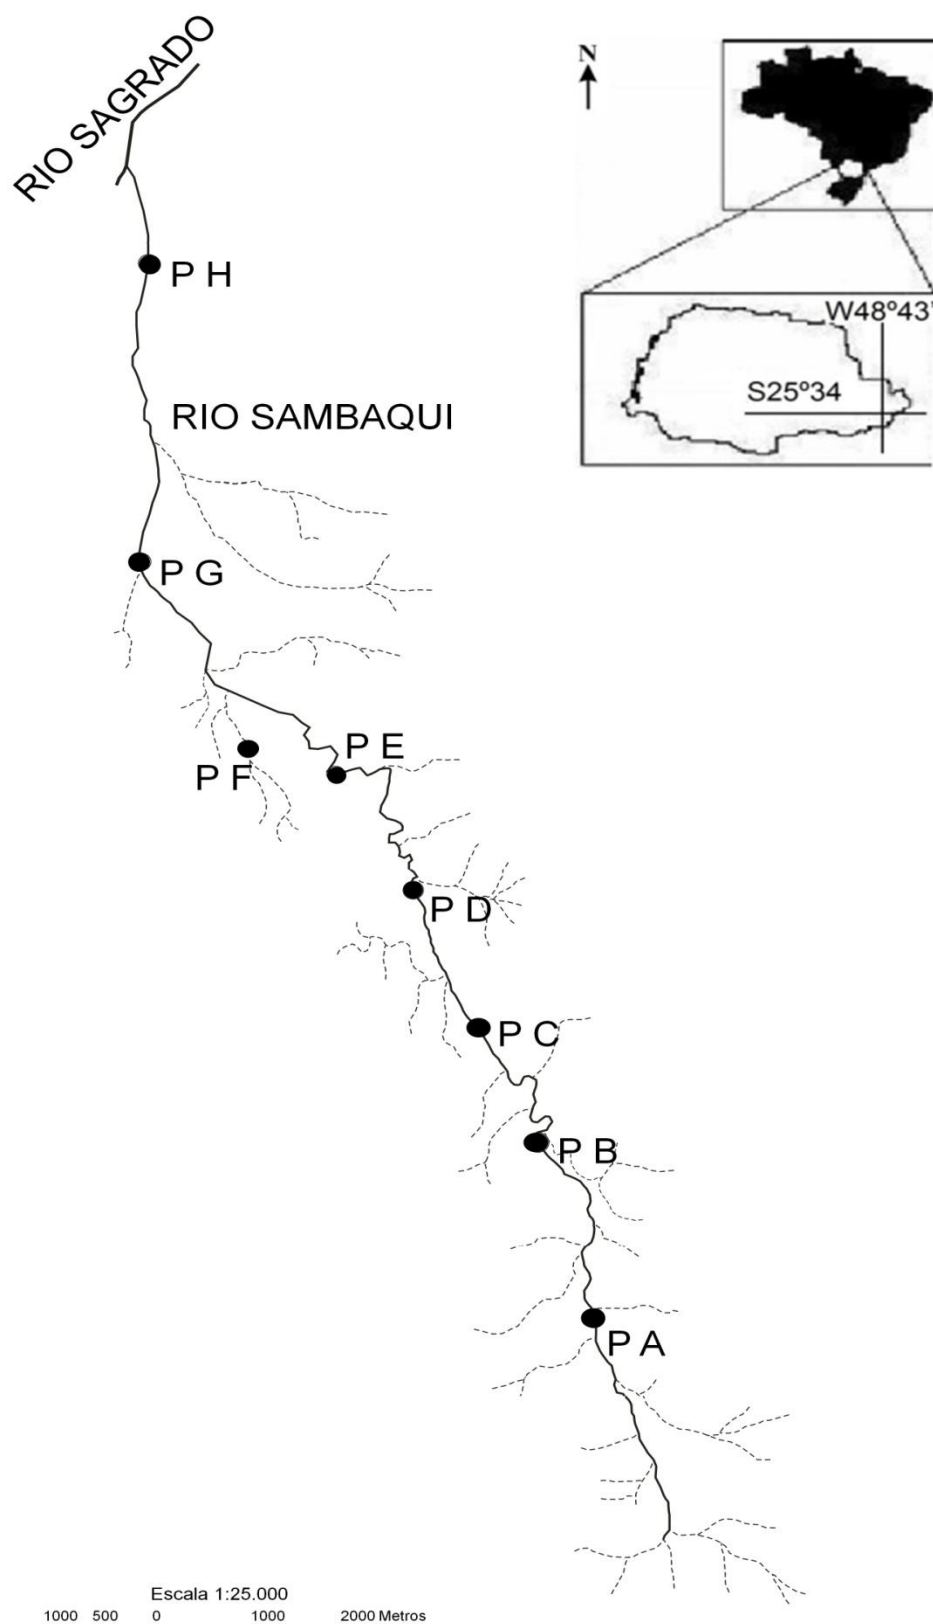 RIO SAGRADO
N
P H
W48º43'
S25º34
RIO SAMBAQUI
P G
P E
P F
P D
P C
P B
P A
Escala 1:25.000
1000 500 0 1000 2000 Metros